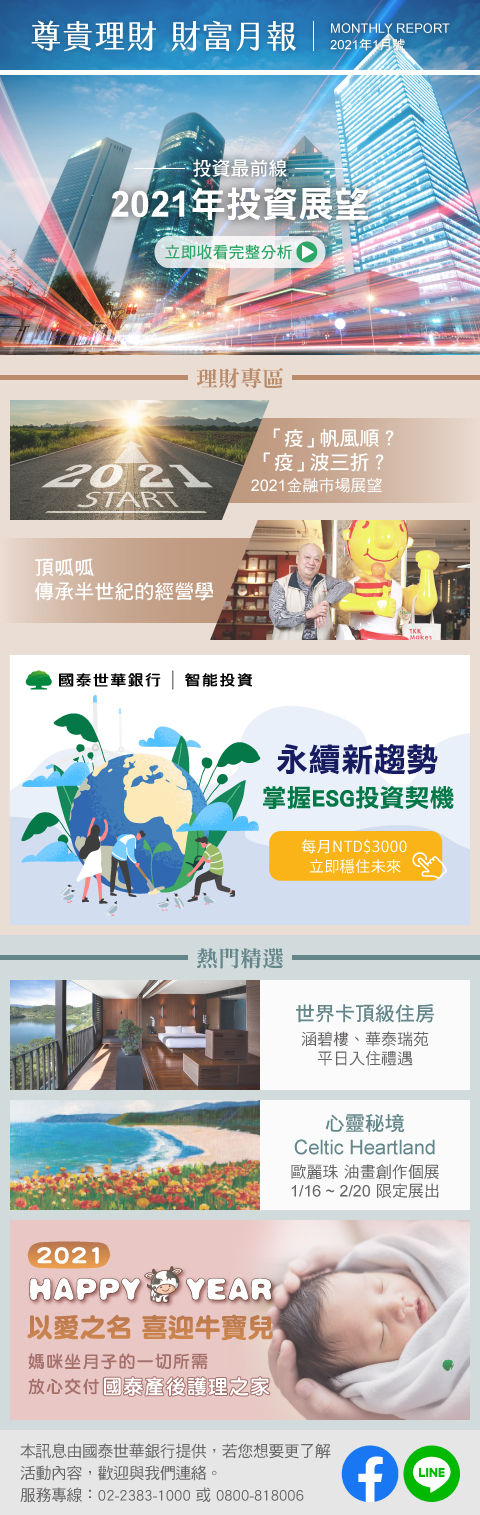 尊貴理財 財富月報
MONTHLY REPORT
2021年1月號
投資最前線
2021年投資展望
立即收看完整分析
理財專區
「疫」帆風順？
「疫」波三折？
2021金融市場展望
2021
START
頂呱呱
傳承半世紀的經營學
TKK
Makes
國泰世華銀行｜智能投資
永續新趨勢
掌握ESG投資契機
每月NTD$3000
立即穩住未來
熱門精選
世界卡頂級住房
涵碧樓、華泰瑞苑
平日入住禮遇
心靈秘境
Celtic Heartland
歐麗珠 油畫創作個展
1/16 ~ 2/20 限定展出
2021
HAPPY YEAR
以愛之名 喜迎牛寶兒
媽咪坐月子的一切所需
放心交付國泰產後護理之家
本訊息由國泰世華銀行提供，若您想要更了解
活動內容，歡迎與我們連絡。
服務專線：02-2383-1000 或 0800-818006
LINE